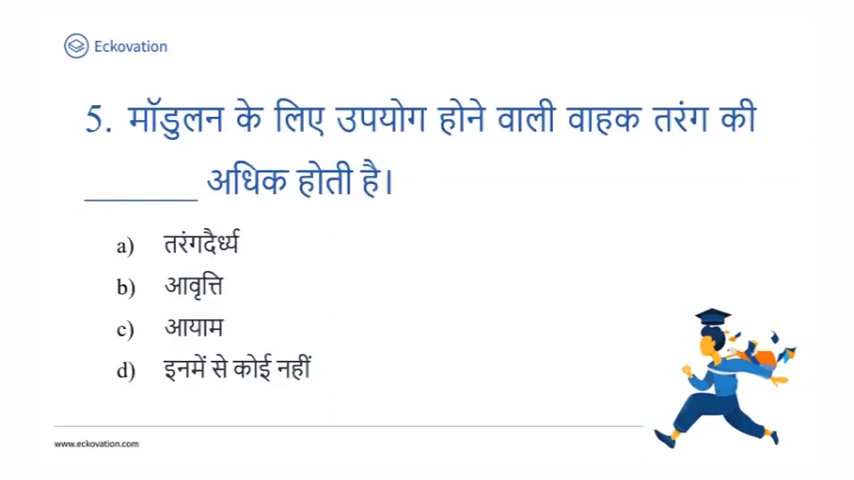 Eckovation
5. मॉडुलन के लिए उपयोग होने वाली वाहक तरंग की
_______ अधिक होती है।
a) तरंगदैर्ध्य
b) आवृत्ति
c) आयाम
d) इनमें से कोई नहीं
www.eckovation.com